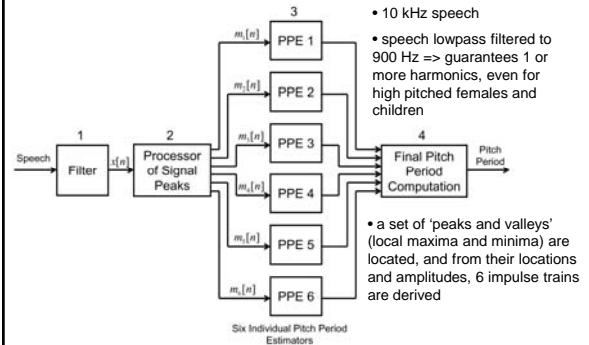 3
m₁[n]
PPE 1
m₂[n]
PPE 2
1
2
m₃[n]
PPE 3
4
Speech
Filter
x[n]
Processor
of Signal
Peaks
Final Pitch
Period
Computation
Pitch
Period
m₄[n]
PPE 4
m₅[n]
PPE 5
m₆[n]
PPE 6
Six Individual Pitch Period
Estimators
• 10 kHz speech
• speech lowpass filtered to
900 Hz => guarantees 1 or
more harmonics, even for
high pitched females and
children
• a set of ‘peaks and valleys’
(local maxima and minima) are
located, and from their locations
and amplitudes, 6 impulse trains
are derived